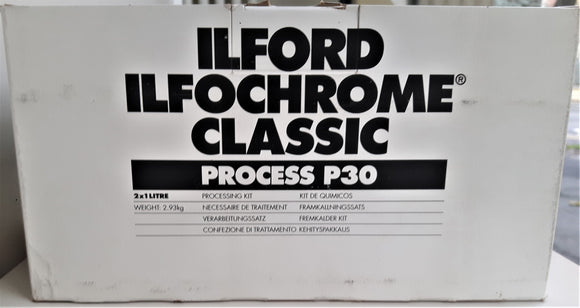 ILFORD
ILFOCHROME®
CLASSIC
PROCESS P30
2x1 LITRE PROCESSING KIT KIT DE QUIMICOS
WEIGHT: 2.93kg NECESSAIRE DE TRAITEMENT FRAMKALLNINGSSATS
VERARBEITUNGSSATZ FREMKALDER KIT
CONFEZIONE DI TRATTAMENTO KEHITYSPAKKAUS